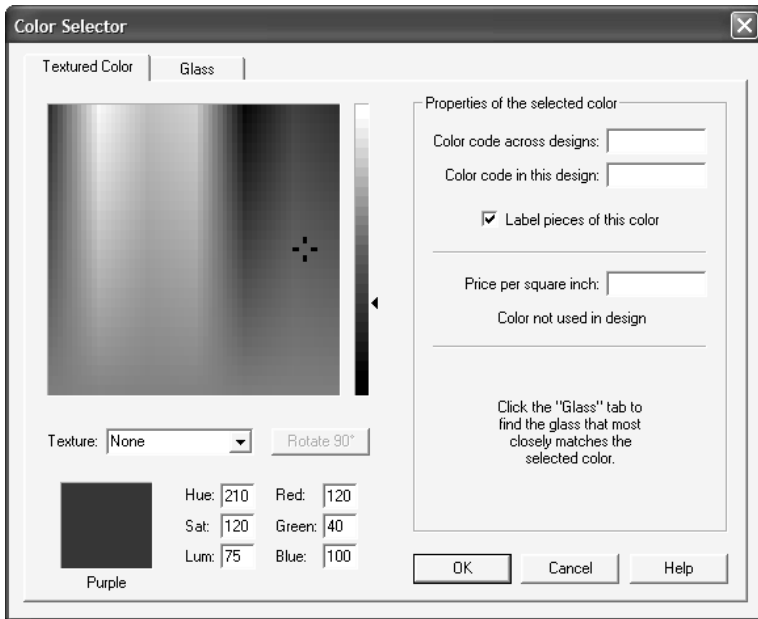 Color Selector
Textured Color
Glass
Properties of the selected color
Color code across designs:
Color code in this design:
Label pieces of this color
Price per square inch:
Color not used in design
Click the "Glass" tab to
find the glass that most
closely matches the
selected color.
Texture: None
Rotate 90°
Hue: 210 Red: 120
Sat: 120 Green: 40
Lum: 75 Blue: 100
Purple
OK
Cancel
Help